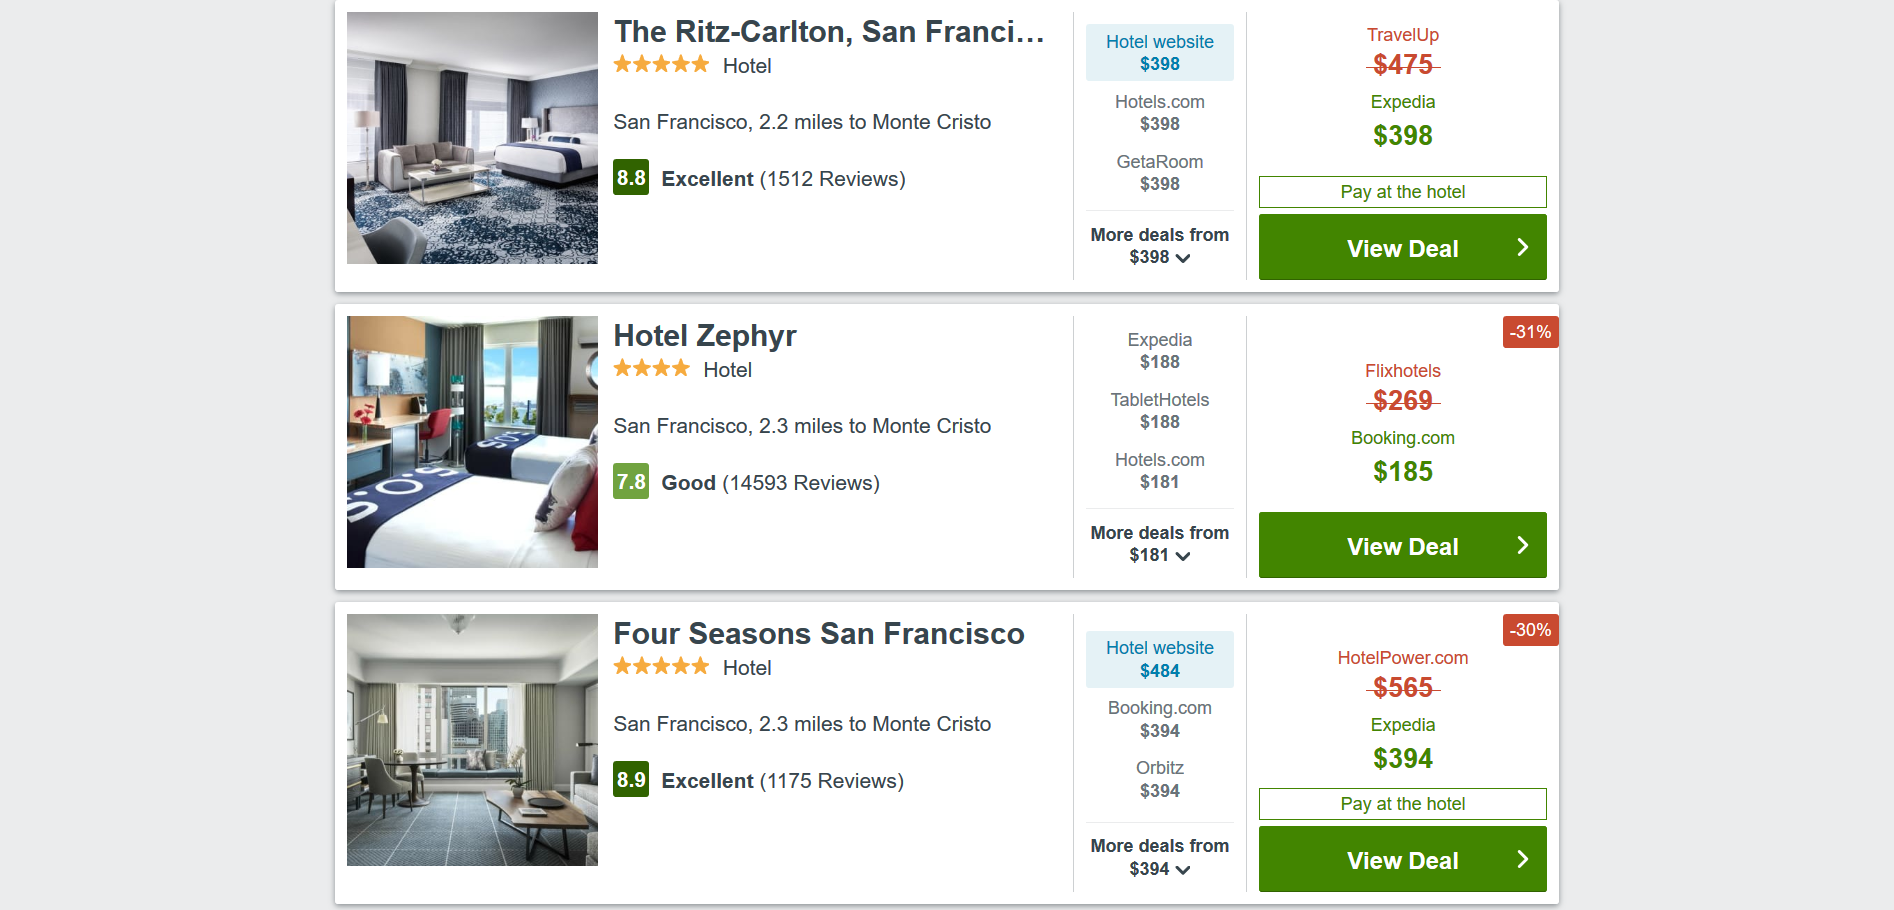 The Ritz-Carlton, San Franci...
Hotel
San Francisco, 2.2 miles to Monte Cristo
8.8 Excellent (1512 Reviews)
Hotel website
$398
Hotels.com
$398
GetaRoom
$398
More deals from
$398
TravelUp
$475
Expedia
$398
Pay at the hotel
View Deal
Hotel Zephyr
Hotel
San Francisco, 2.3 miles to Monte Cristo
7.8 Good (14593 Reviews)
Expedia
$188
TabletHotels
$188
Hotels.com
$181
More deals from
$181
-31%
Flixhotels
$269
Booking.com
$185
View Deal
S.O.S
SOS
Four Seasons San Francisco
Hotel
San Francisco, 2.3 miles to Monte Cristo
8.9 Excellent (1175 Reviews)
Hotel website
$484
Booking.com
$394
Orbitz
$394
More deals from
$394
-30%
HotelPower.com
$565
Expedia
$394
Pay at the hotel
View Deal